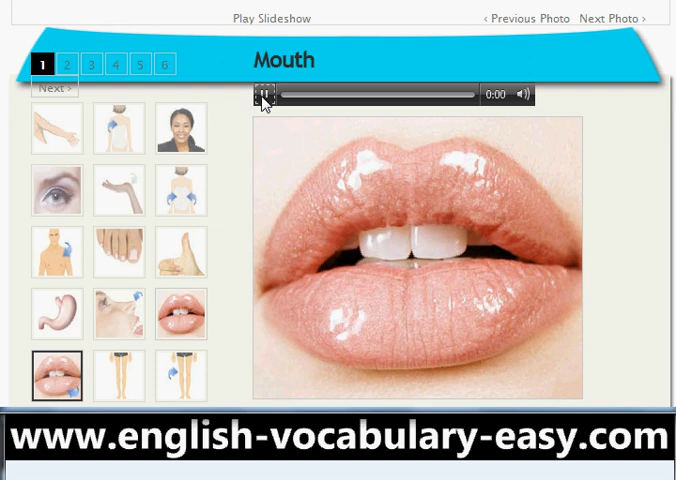 Play Slideshow ‹ Previous Photo Next Photo ›
Mouth
1 2 3 4 5 6
Next ›
0:00
www.english-vocabulary-easy.com